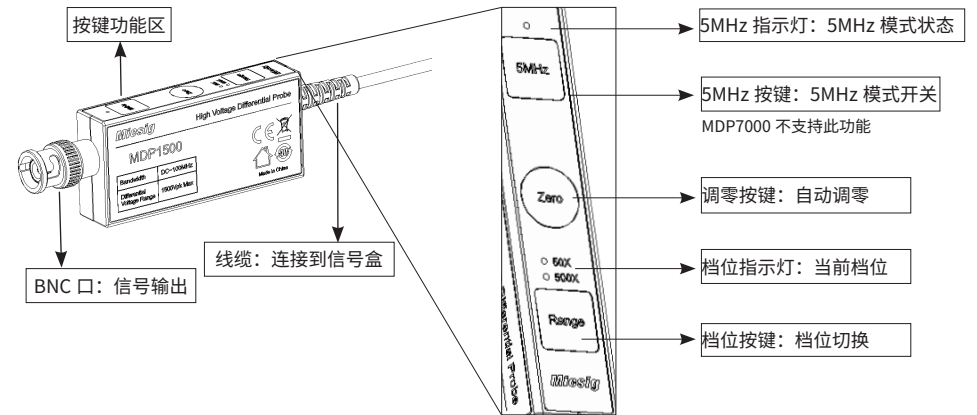 按键功能区
Micsig
High Voltage Differential Probe
MDP1500
Bandwidth DC~100MHz
Differential Voltage Range 1500Vpk Max
Made in China
BNC 口：信号输出
线缆：连接到信号盒
5MHz
Zero
50X
500X
Range
Micsig
Differential Probe
5MHz 指示灯：5MHz 模式状态
5MHz 按键：5MHz 模式开关
MDP7000 不支持此功能
调零按键：自动调零
档位指示灯：当前档位
档位按键：档位切换